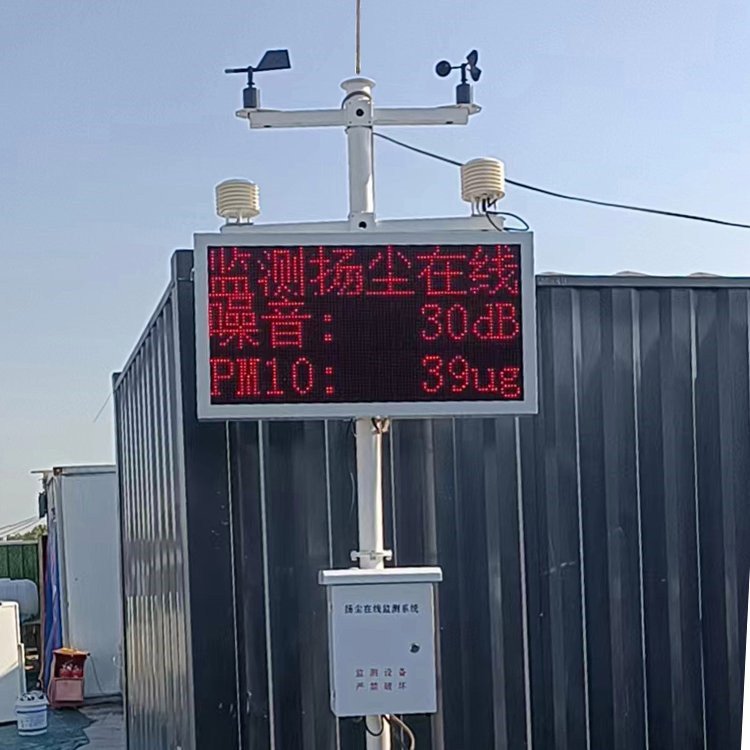 监测扬尘在线
噪音： 30dB
PM10： 39ug
扬尘在线监测系统
监测设备
严禁破坏